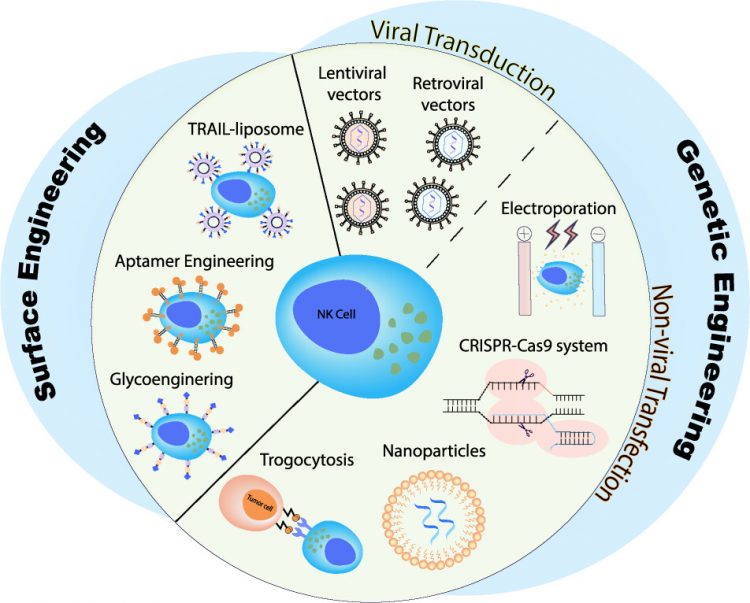 Viral Transduction
Lentiviral
vectors
Retroviral
vectors
Surface Engineering
TRAIL-liposome
Genetic Engineering
Electroporation
+
−
Aptamer Engineering
NK Cell
Non-viral Transfection
CRISPR-Cas9 system
Glycoenginering
Trogocytosis
Nanoparticles
Tumor cell